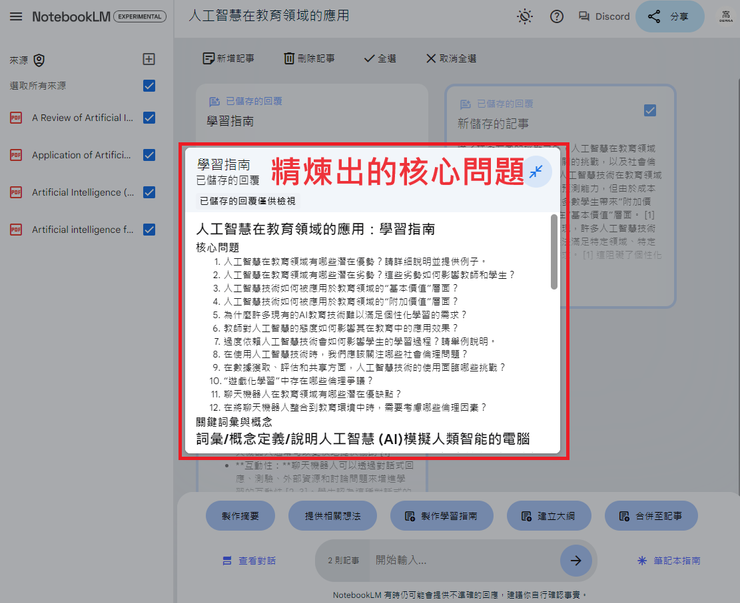 NotebookLM EXPERIMENTAL
人工智慧在教育領域的應用
Discord
分享
來源
新增記事
刪除記事
全選
取消全選
選取所有來源
A Review of Artificial I...
Application of Artifici...
Artificial Intelligence (...
Artificial intelligence f...
已儲存的回覆
學習指南
已儲存的回覆
新儲存的記事
學習指南
已儲存的回覆
精煉出的核心問題
已儲存的回覆僅供檢視
人工智慧在教育領域的應用：學習指南
核心問題
1. 人工智慧在教育領域有哪些潛在優勢？請詳細說明並提供例子。
2. 人工智慧在教育領域有哪些潛在劣勢？這些劣勢如何影響教師和學生？
3. 人工智慧技術如何被應用於教育領域的“基本價值”層面？
4. 人工智慧技術如何被應用於教育領域的“附加價值”層面？
5. 為什麼許多現有的AI教育技術難以滿足個性化學習的需求？
6. 教師對人工智慧的態度如何影響其在教育中的應用效果？
7. 過度依賴人工智慧技術會如何影響學生的學習過程？請舉例說明。
8. 在使用人工智慧技術時，我們應該關注哪些社會倫理問題？
9. 在數據獲取、評估和共享方面，人工智慧技術的使用面臨哪些挑戰？
10. “遊戲化學習”中存在哪些倫理爭議？
11. 聊天機器人在教育領域有哪些潛在優缺點？
12. 在將聊天機器人整合到教育環境中時，需要考慮哪些倫理因素？
關鍵詞彙與概念
詞彙/概念定義/說明人工智慧 (AI)模擬人類智能的電腦
人工智慧在教育領域
的挑戰，以及社會倫
人工智慧技術在教育領
預測能力，但由於成本
多數學生帶來“附加價
“基本價值”層面。 [1]
，許多人工智慧技術
法滿足特定領域、特定
[1] 這阻礙了個性化
**互動性：**聊天機器人可以通過對話式回
應、測驗、外部資源和討論問題來增進學
製作摘要
提供相關想法
製作學習指南
建立大綱
合併至記事
查看對話
2 則記事
開始輸入...
筆記本指南
NotebookLM 有時仍可能會提供不準確的回應，建議你自行確認事實。